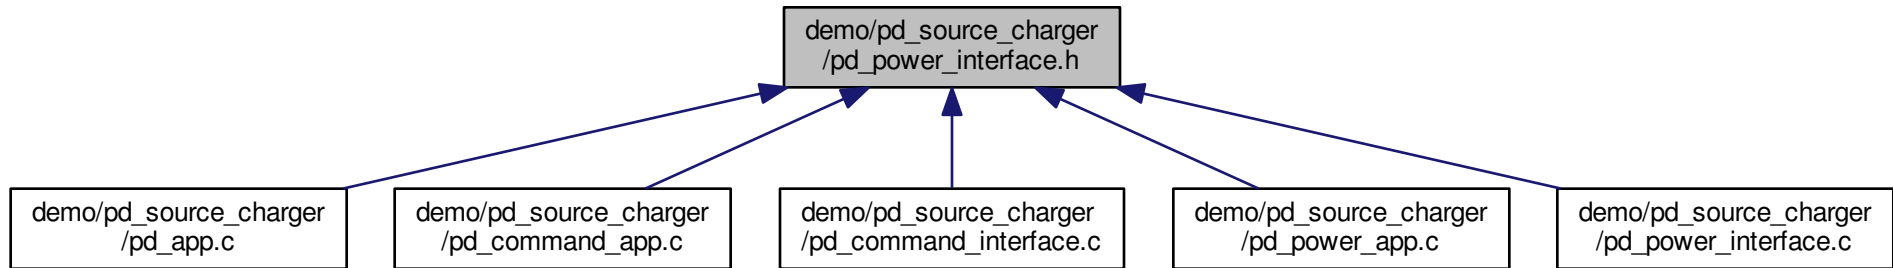 demo/pd_source_charger
/pd_power_interface.h
demo/pd_source_charger
/pd_app.c
demo/pd_source_charger
/pd_command_app.c
demo/pd_source_charger
/pd_command_interface.c
demo/pd_source_charger
/pd_power_app.c
demo/pd_source_charger
/pd_power_interface.c